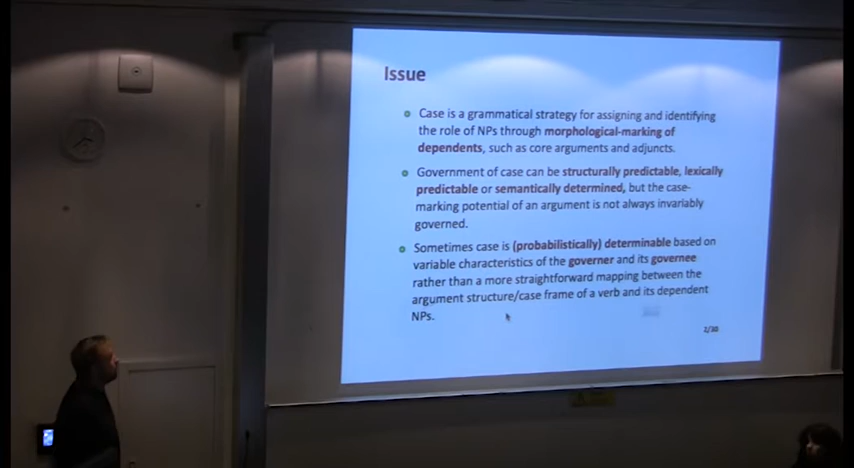 Issue
Case is a grammatical strategy for assigning and identifying
the role of NPs through morphological-marking of
dependents, such as core arguments and adjuncts.
Government of case can be structurally predictable, lexically
predictable or semantically determined, but the case-
marking potential of an argument is not always invariably
governed.
Sometimes case is (probabilistically) determinable based on
variable characteristics of the governer and its governee
rather than a more straightforward mapping between the
argument structure/case frame of a verb and its dependent
NPs.
2/30